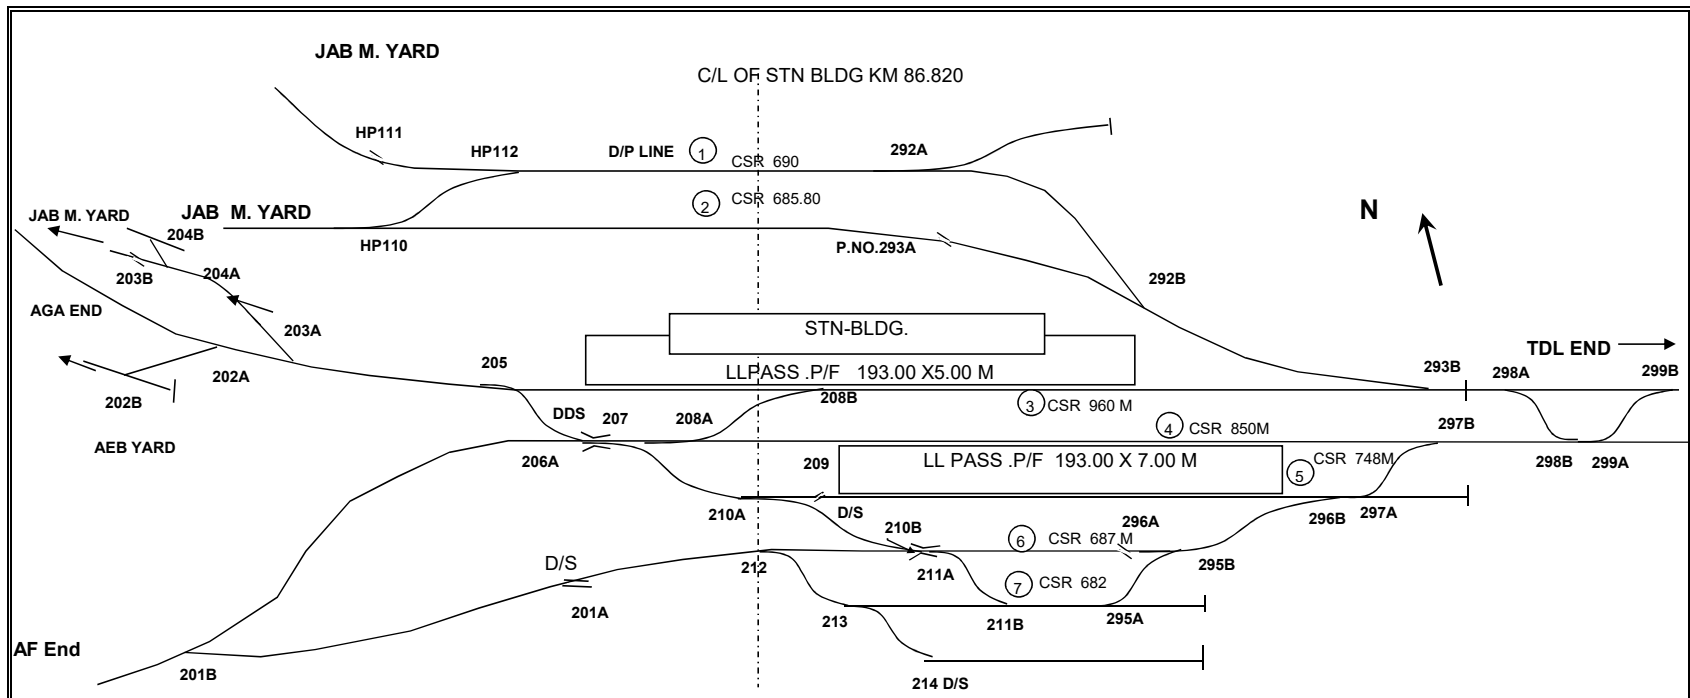 JAB M. YARD
C/L OF STN BLDG KM 86.820
HP111
HP112
D/P LINE
1
CSR 690
292A
2
CSR 685.80
JAB M. YARD
JAB M. YARD
204B
HP110
P.NO.293A
N
203B
204A
292B
AGA END
203A
STN-BLDG.
TDL END
LLPASS .P/F 193.00 X5.00 M
205
293B
298A
299B
202A
202B
208B
3
CSR 960 M
DDS
207
208A
4
CSR 850M
297B
AEB YARD
206A
209
LL PASS .P/F 193.00 X 7.00 M
5
CSR 748M
298B
299A
210A
D/S
210B
296A
296B
297A
6
CSR 687 M
D/S
212
211A
295B
7
CSR 682
201A
213
211B
295A
AF End
201B
214 D/S